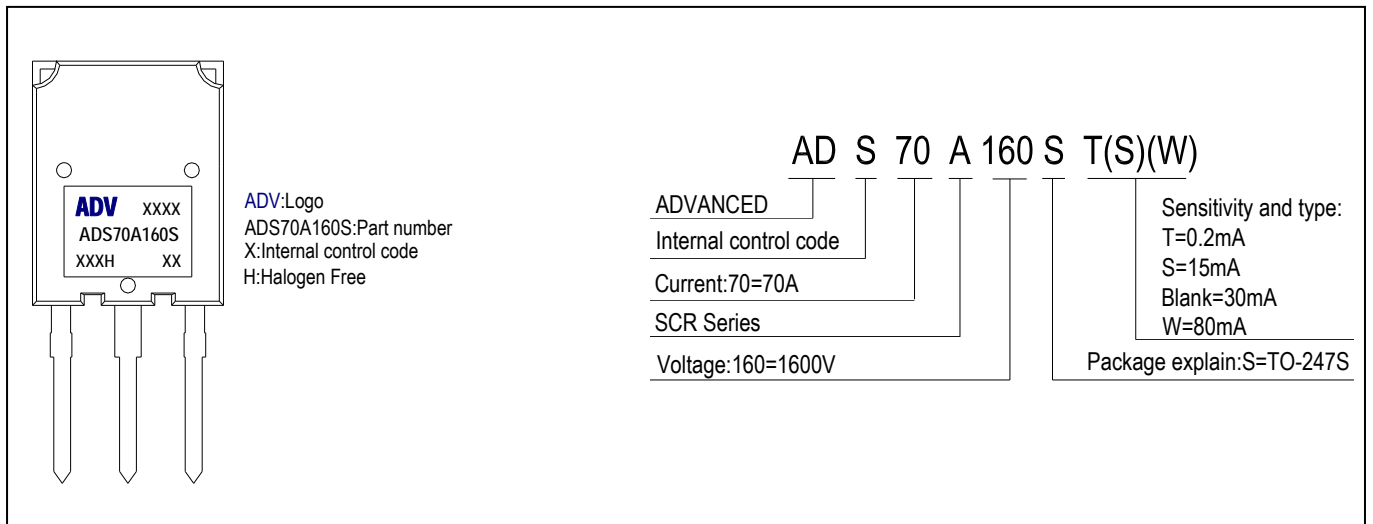 ADV XXXX
ADS70A160S
XXXH XX
ADV:Logo
ADS70A160S:Part number
X:Internal control code
H:Halogen Free
AD S 70 A 160 S T(S)(W)
ADVANCED
Internal control code
Current:70=70A
SCR Series
Voltage:160=1600V
Sensitivity and type:
T=0.2mA
S=15mA
Blank=30mA
W=80mA
Package explain:S=TO-247S